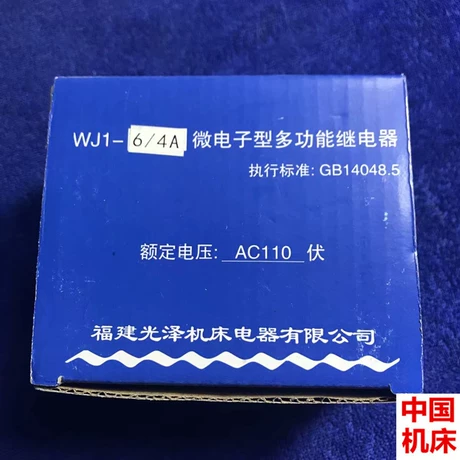 WJ1-6/4A 微电子型多功能继电器
执行标准: GB14048.5
额定电压: AC110 伏
福建光泽机床电器有限公司
中国
机床